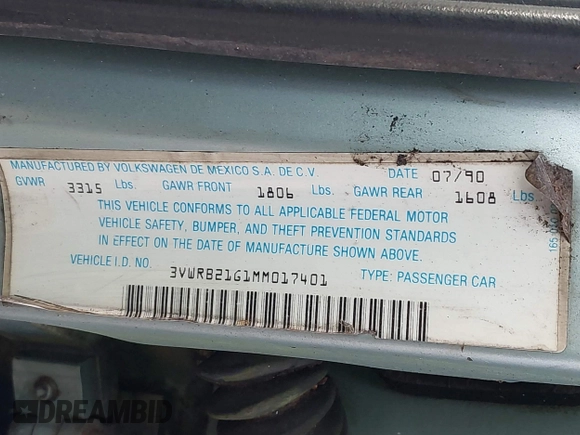 MANUFACTURED BY VOLKSWAGEN DE MEXICO S.A. DE C.V. DATE 07/90
GVWR 3315 Lbs. GAWR FRONT 1806 Lbs. GAWR REAR 1608 Lbs.
THIS VEHICLE CONFORMS TO ALL APPLICABLE FEDERAL MOTOR
VEHICLE SAFETY, BUMPER, AND THEFT PREVENTION STANDARDS
IN EFFECT ON THE DATE OF MANUFACTURE SHOWN ABOVE.
VEHICLE I.D. NO. 3VWRB2161MM017401 TYPE: PASSENGER CAR
DREAMBID